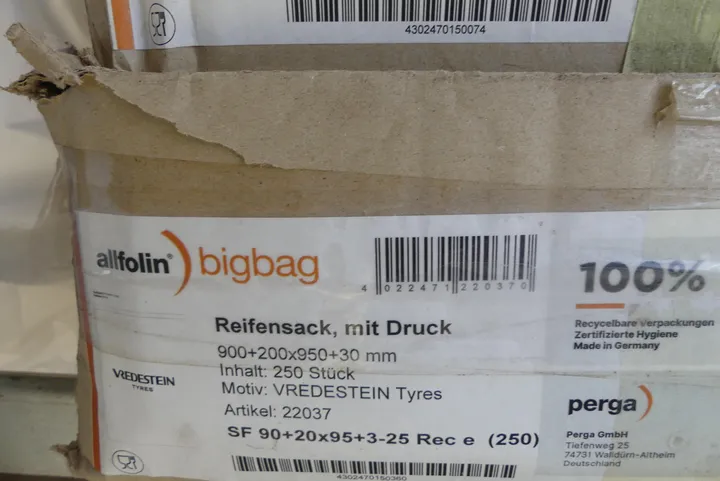 4302470150074
allfolin® bigbag
4 022471 220370
Reifensack, mit Druck
900+200x950+30 mm
Inhalt: 250 Stück
Motiv: VREDESTEIN Tyres
Artikel: 22037
SF 90+20x95+3-25 Rec e (250)
VREDESTEIN
TYRES
4302470150360
100%
Recycelbare Verpackungen
Zertifizierte Hygiene
Made in Germany
perga
Perga GmbH
Tiefenweg 25
74731 Walldürn-Altheim
Deutschland